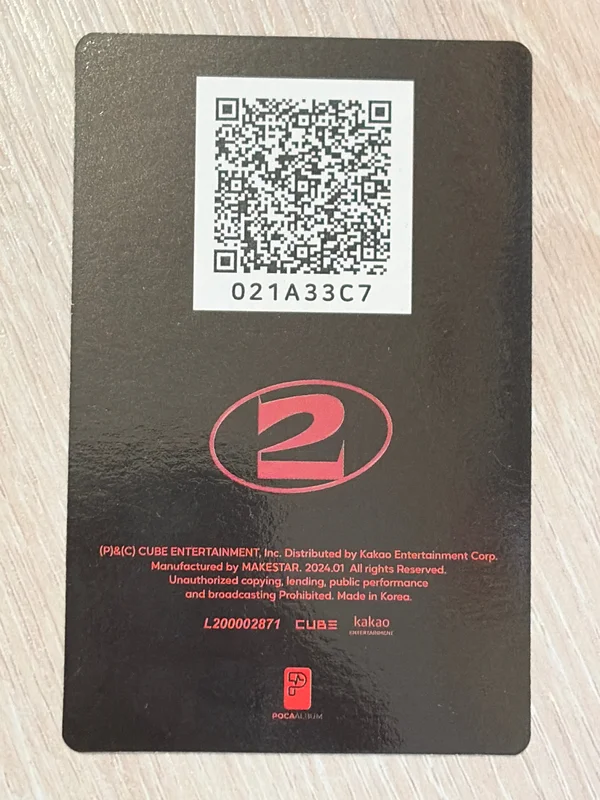 021A33C7
2
(P)&(C) CUBE ENTERTAINMENT, Inc. Distributed by Kakao Entertainment Corp.
Manufactured by MAKESTAR. 2024.01 All rights Reserved.
Unauthorized copying, lending, public performance
and broadcasting Prohibited. Made in Korea.
L200002871 CUBE kakao
ENTERTAINMENT
P
POCAALBUM